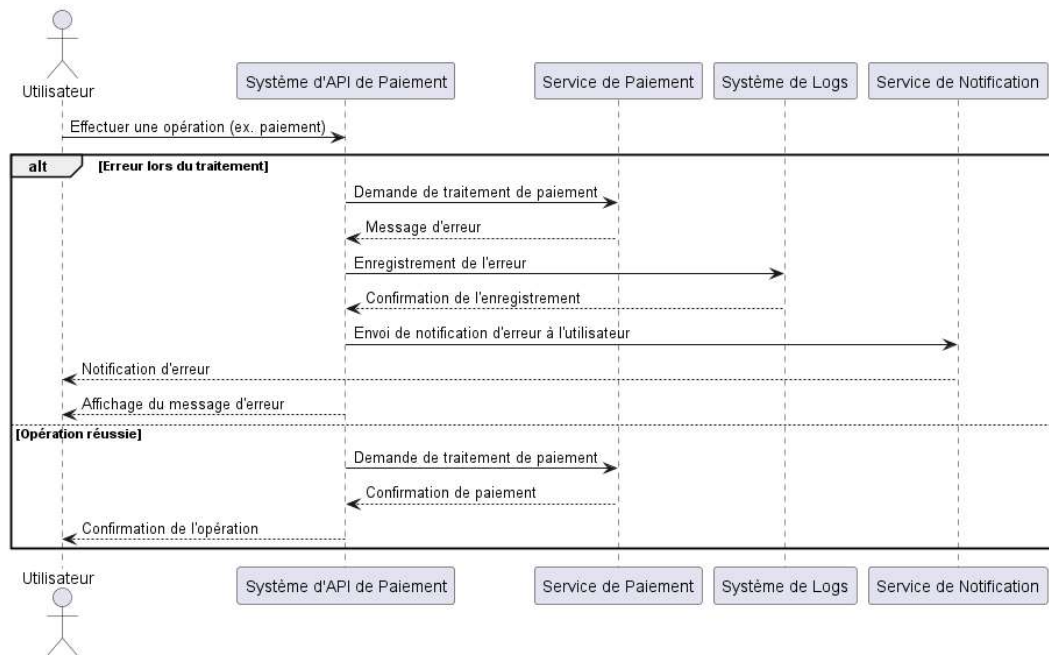 Utilisateur
Système d'API de Paiement
Service de Paiement
Système de Logs
Service de Notification
Effectuer une opération (ex. paiement)
alt
[Erreur lors du traitement]
Demande de traitement de paiement
Message d'erreur
Enregistrement de l'erreur
Confirmation de l'enregistrement
Envoi de notification d'erreur à l'utilisateur
Notification d'erreur
Affichage du message d'erreur
[Opération réussie]
Demande de traitement de paiement
Confirmation de paiement
Confirmation de l'opération
Utilisateur
Système d'API de Paiement
Service de Paiement
Système de Logs
Service de Notification